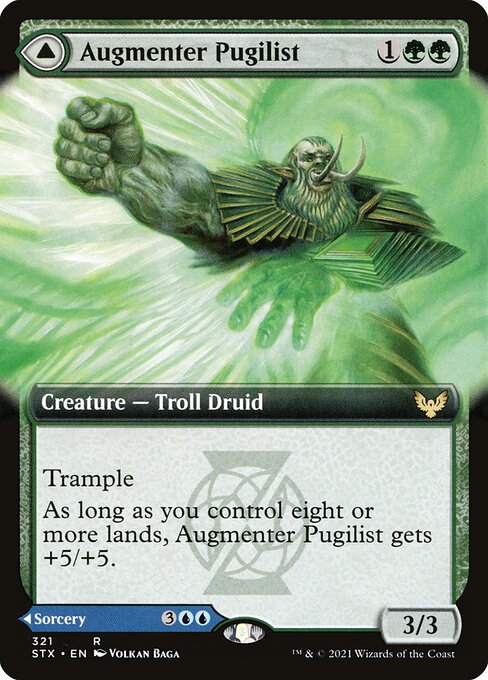 Augmenter Pugilist 1
Creature — Troll Druid
Trample
As long as you control eight or
more lands, Augmenter Pugilist gets
+5/+5.
Sorcery 3
3/3
321 R
STX • EN Volkan Baga
™ & © 2021 Wizards of the Coast